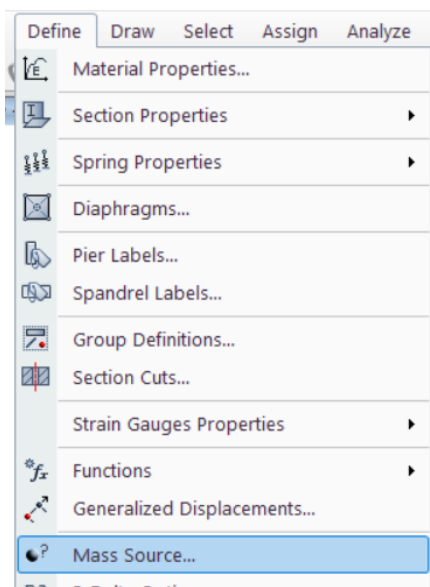 Define Draw Select Assign Analyze
Material Properties...
Section Properties
Spring Properties
Diaphragms...
Pier Labels...
Spandrel Labels...
Group Definitions...
Section Cuts...
Strain Gauges Properties
Functions
Generalized Displacements...
Mass Source...